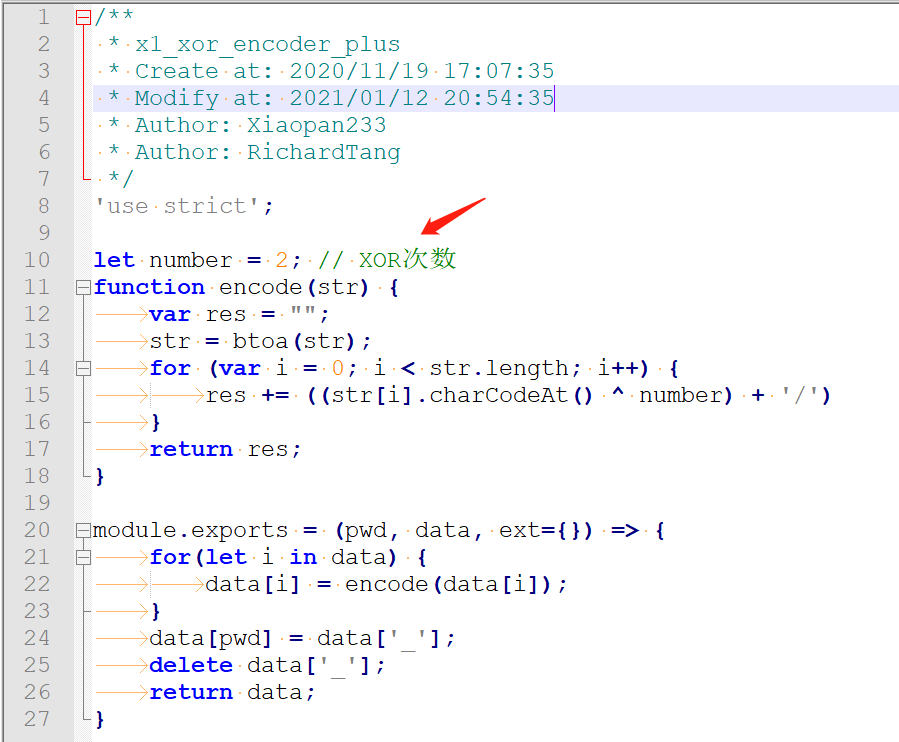 1 /**
2 * x1_xor_encoder_plus
3 * Create at: 2020/11/19 17:07:35
4 * Modify at: 2021/01/12 20:54:35
5 * Author: Xiaopan233
6 * Author: RichardTang
7 */
8 'use strict';
9
10 let number = 2; // XOR次数
11 function encode(str) {
12 var res = "";
13 str = btoa(str);
14 for (var i = 0; i < str.length; i++) {
15 res += ((str[i].charCodeAt() ^ number) + '/')
16 }
17 return res;
18 }
19
20 module.exports = (pwd, data, ext={}) => {
21 for(let i in data) {
22 data[i] = encode(data[i]);
23 }
24 data[pwd] = data['_'];
25 delete data['_'];
26 return data;
27 }